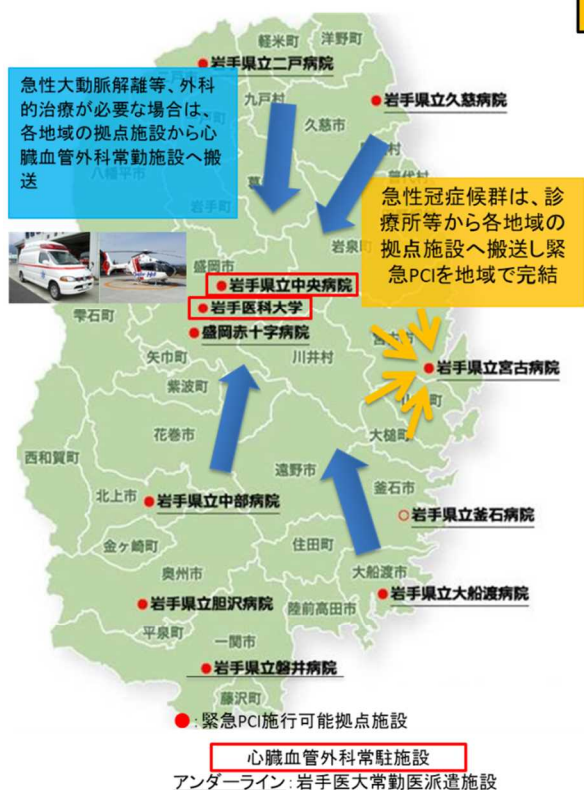 軽米町
洋野町
岩手県立二戸病院
急性大動脈解離等、外科
的治療が必要な場合は、
各地域の拠点施設から心
臓血管外科常勤施設へ搬
送
九戸村
岩手県立久慈病院
久慈市
岩手町
急性冠症候群は、診
療所等から各地域の
拠点施設へ搬送し緊
急PCIを地域で完結
岩泉町
盛岡市
岩手県立中央病院
岩手医科大学
雫石町
盛岡赤十字病院
宮古市
矢巾町
川井村
岩手県立宮古病院
紫波町
花巻市
大槌町
西和賀町
遠野市
釜石市
北上市
岩手県立中部病院
岩手県立釜石病院
金ヶ崎町
住田町
奥州市
大船渡市
岩手県立胆沢病院
岩手県立大船渡病院
陸前高田市
平泉町
一関市
岩手県立磐井病院
藤沢町
：緊急PCI施行可能拠点施設
心臓血管外科常駐施設
アンダーライン：岩手医大常勤医派遣施設